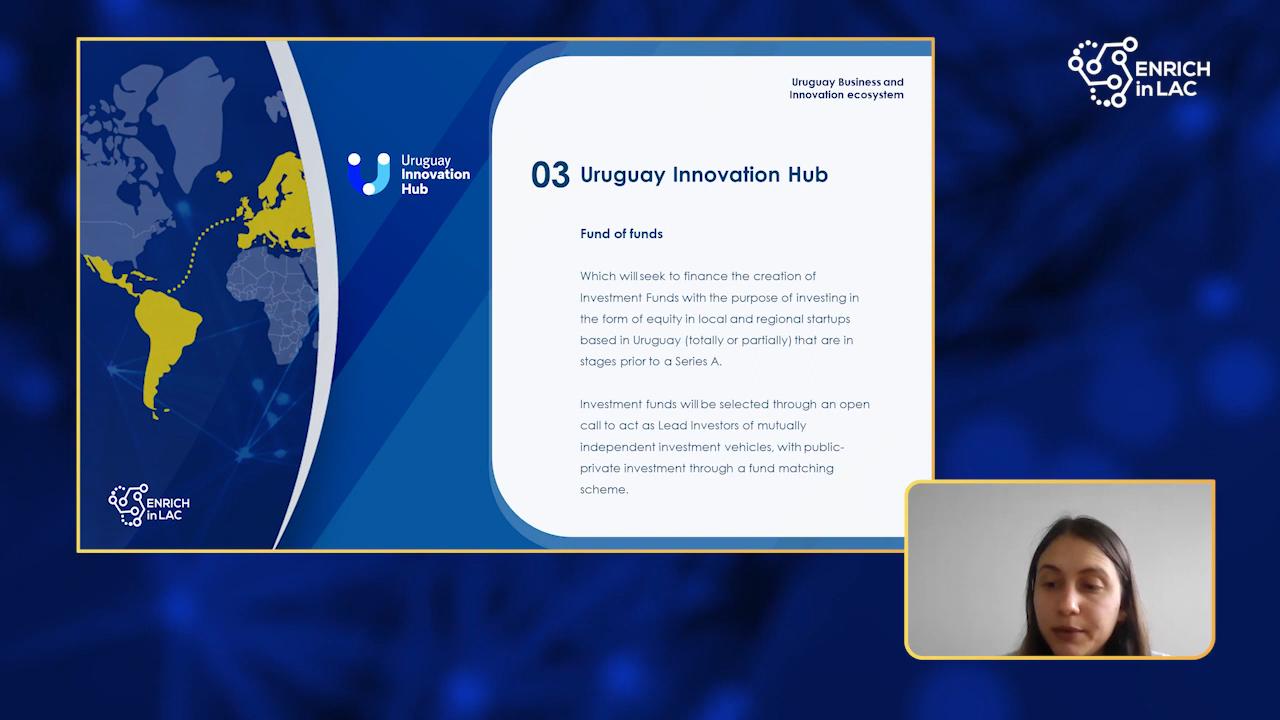 ENRICH
in LAC
Uruguay Business and
Innovation ecosystem
Uruguay
Innovation
Hub
03 Uruguay Innovation Hub
Fund of funds
Which will seek to finance the creation of
Investment Funds with the purpose of investing in
the form of equity in local and regional startups
based in Uruguay (totally or partially) that are in
stages prior to a Series A.
Investment funds will be selected through an open
call to act as Lead Investors of mutually
independent investment vehicles, with public-
private investment through a fund matching
scheme.
ENRICH
in LAC